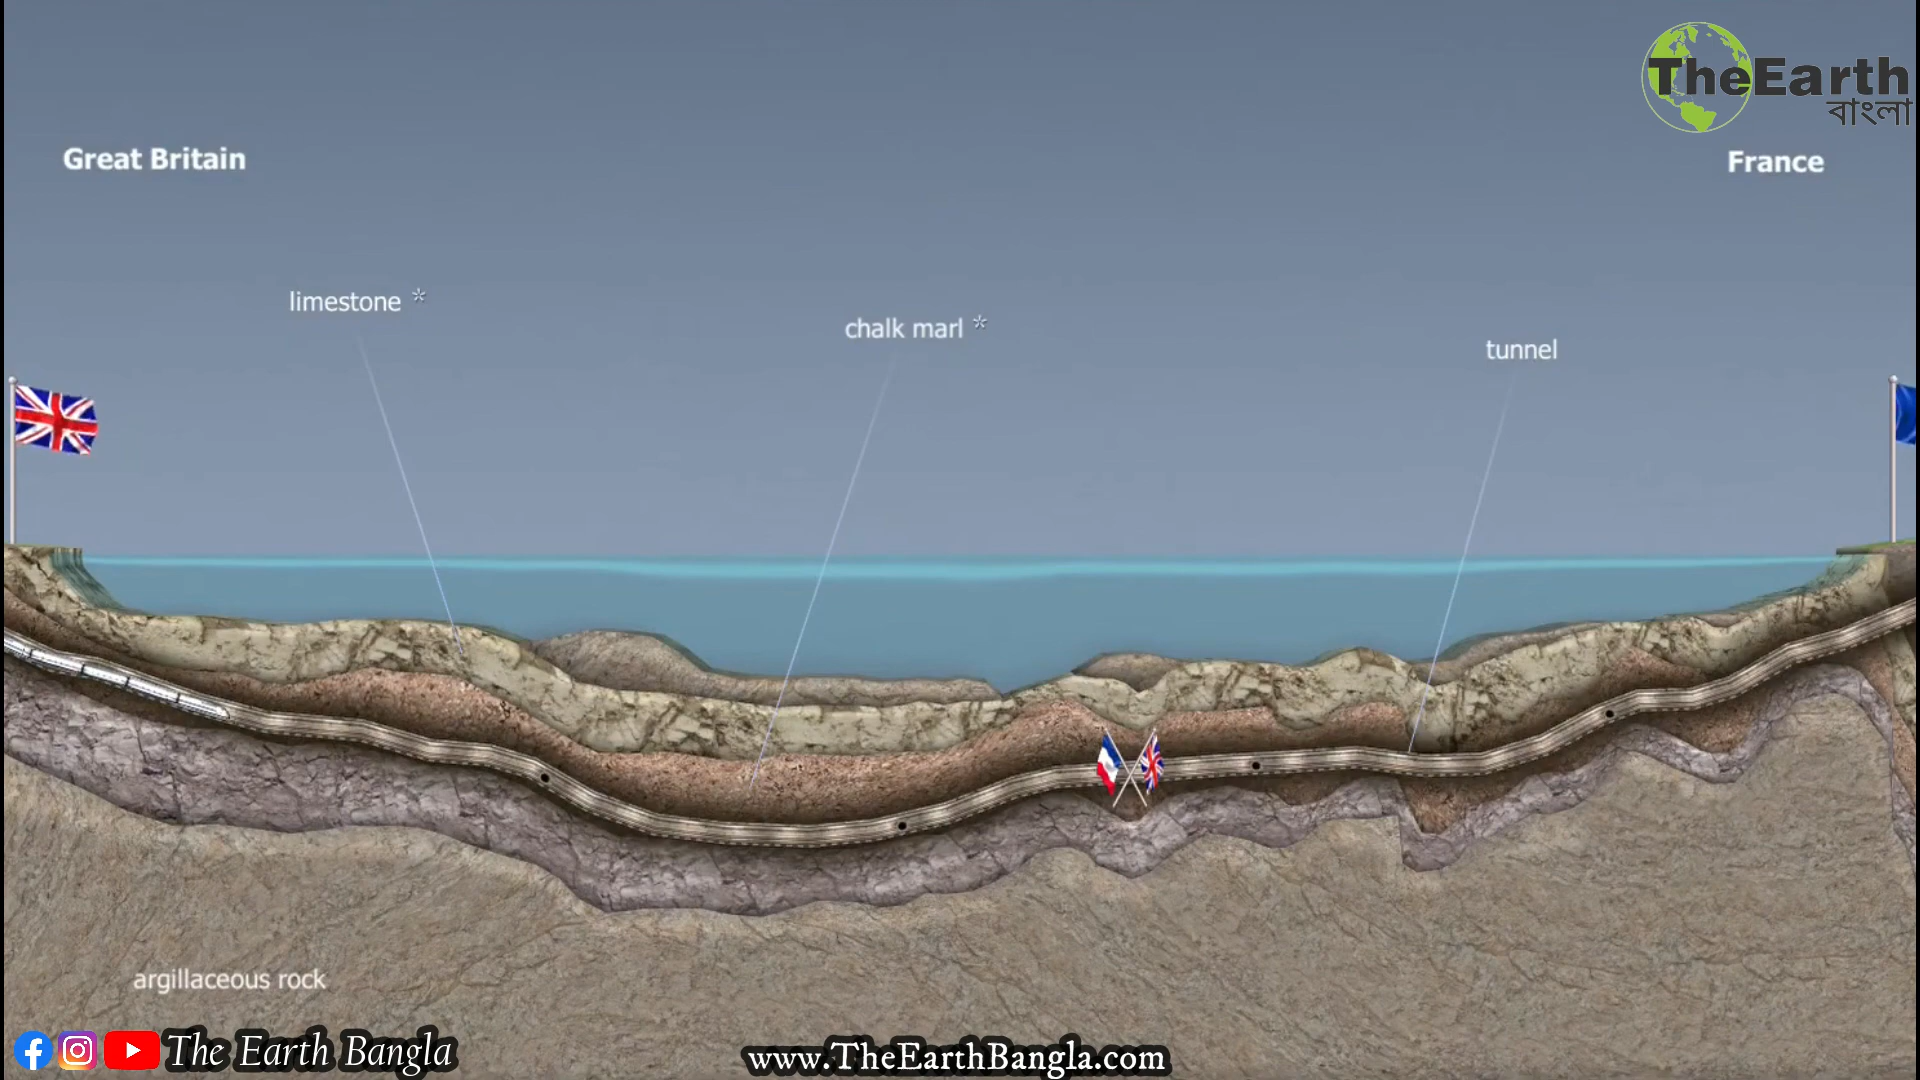 TheEarth
বাংলা
Great Britain
France
limestone *
chalk marl *
tunnel
argillaceous rock
The Earth Bangla
www.TheEarthBangla.com